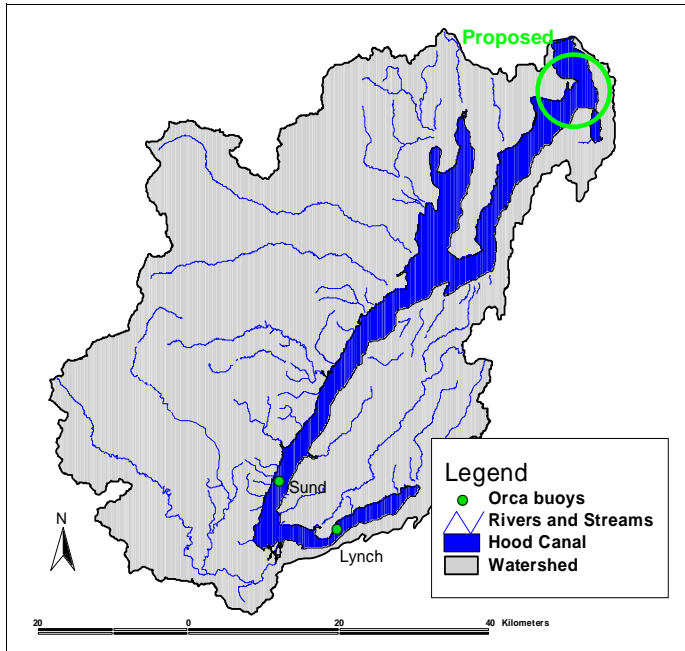 Proposed
Sund
Lynch
Legend
Orca buoys
Rivers and Streams
Hood Canal
Watershed
N
20 0 20 40 Kilometers